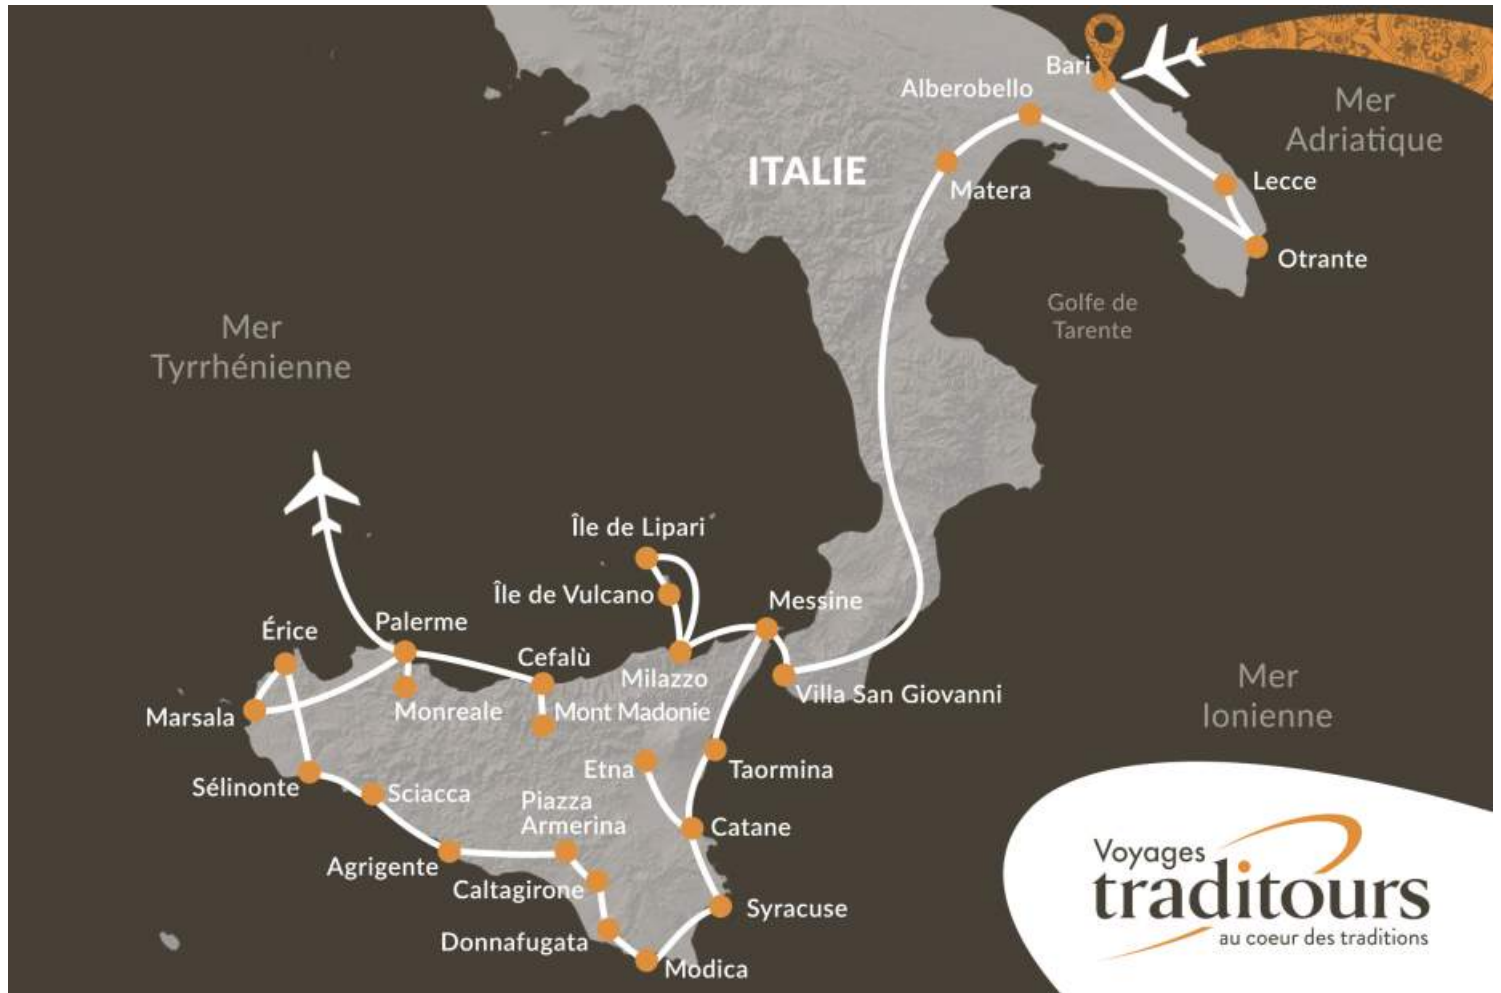 Bari
Alberobello
Mer
Adriatique
ITALIE
Matera
Lecce
Otrante
Golfe de
Tarente
Mer
Tyrrhénienne
Île de Lipari
Île de Vulcano
Messine
Érice
Palerme
Cefalù
Milazzo
Villa San Giovanni
Mer
Ionienne
Marsala
Monreale
Mont Madonie
Etna
Taormina
Sélinonte
Sciacca
Piazza
Armerina
Catane
Agrigente
Caltagirone
Syracuse
Donnafugata
Modica
Voyages
traditours
au coeur des traditions